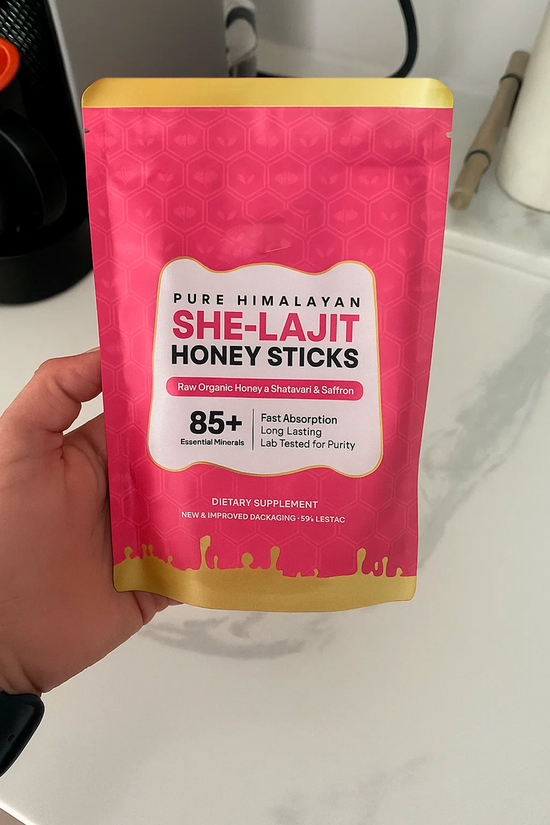 PURE HIMALAYAN
SHE-LAJIT
HONEY STICKS
Raw Organic Honey a Shatavari & Saffron
85+
Essential Minerals
Fast Absorption
Long Lasting
Lab Tested for Purity
DIETARY SUPPLEMENT
NEW & IMPROVED DACKAGING · 59% LESTAC